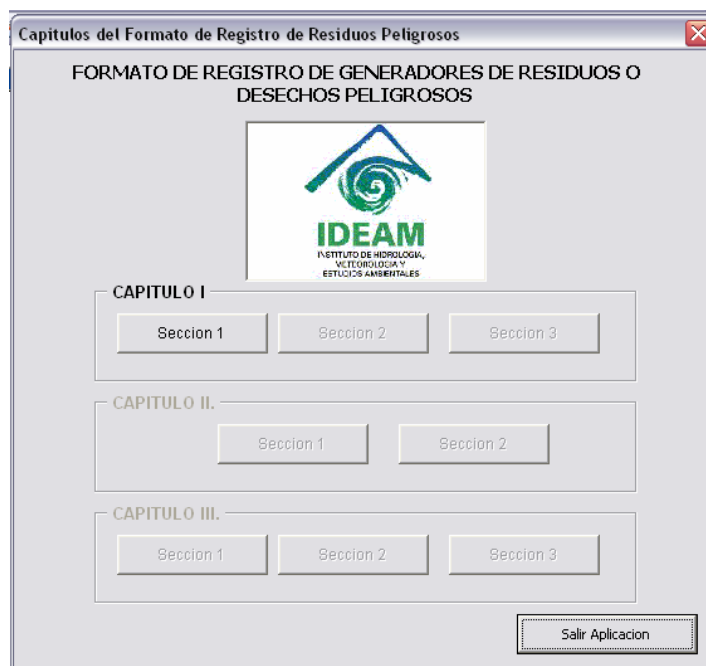 Capitulos del Formato de Registro de Residuos Peligrosos
FORMATO DE REGISTRO DE GENERADORES DE RESIDUOS O
DESECHOS PELIGROSOS
IDEAM
INSTITUTO DE HIDROLOGIA,
METEOROLOGIA Y
ESTUDIOS AMBIENTALES
CAPITULO I
Seccion 1 Seccion 2 Seccion 3
CAPITULO II.
Seccion 1 Seccion 2
CAPITULO III.
Seccion 1 Seccion 2 Seccion 3
Salir Aplicacion